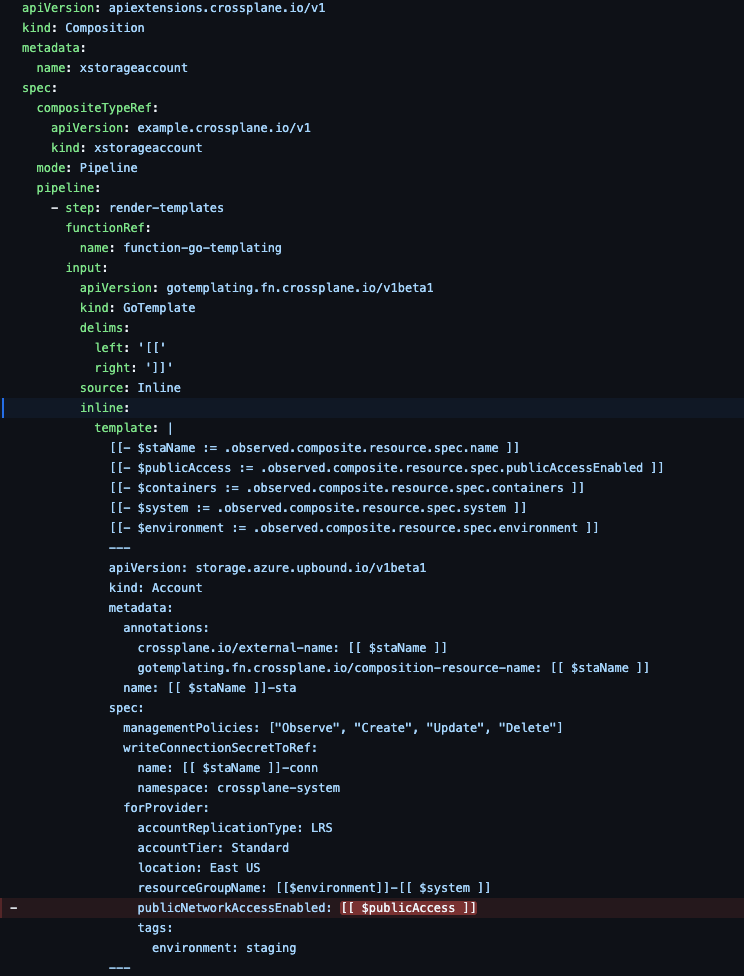 apiVersion: apiextensions.crossplane.io/v1
kind: Composition
metadata:
  name: xstorageaccount
spec:
  compositeTypeRef:
    apiVersion: example.crossplane.io/v1
    kind: xstorageaccount
  mode: Pipeline
  pipeline:
    - step: render-templates
      functionRef:
        name: function-go-templating
      input:
        apiVersion: gotemplating.fn.crossplane.io/v1beta1
        kind: GoTemplate
        delims:
          left: '[['
          right: ']]'
        source: Inline
        inline:
          template: |
            [[- $staName := .observed.composite.resource.spec.name ]]
            [[- $publicAccess := .observed.composite.resource.spec.publicAccessEnabled ]]
            [[- $containers := .observed.composite.resource.spec.containers ]]
            [[- $system := .observed.composite.resource.spec.system ]]
            [[- $environment := .observed.composite.resource.spec.environment ]]
            ---
            apiVersion: storage.azure.upbound.io/v1beta1
            kind: Account
            metadata:
              annotations:
                crossplane.io/external-name: [[ $staName ]]
                gotemplating.fn.crossplane.io/composition-resource-name: [[ $staName ]]
              name: [[ $staName ]]-sta
            spec:
              managementPolicies: ["Observe", "Create", "Update", "Delete"]
              writeConnectionSecretToRef:
                name: [[ $staName ]]-conn
                namespace: crossplane-system
              forProvider:
                accountReplicationType: LRS
                accountTier: Standard
                location: East US
                resourceGroupName: [[$environment]]-[[ $system ]]
-                publicNetworkAccessEnabled: [[ $publicAccess ]]
                tags:
                  environment: staging
            ---